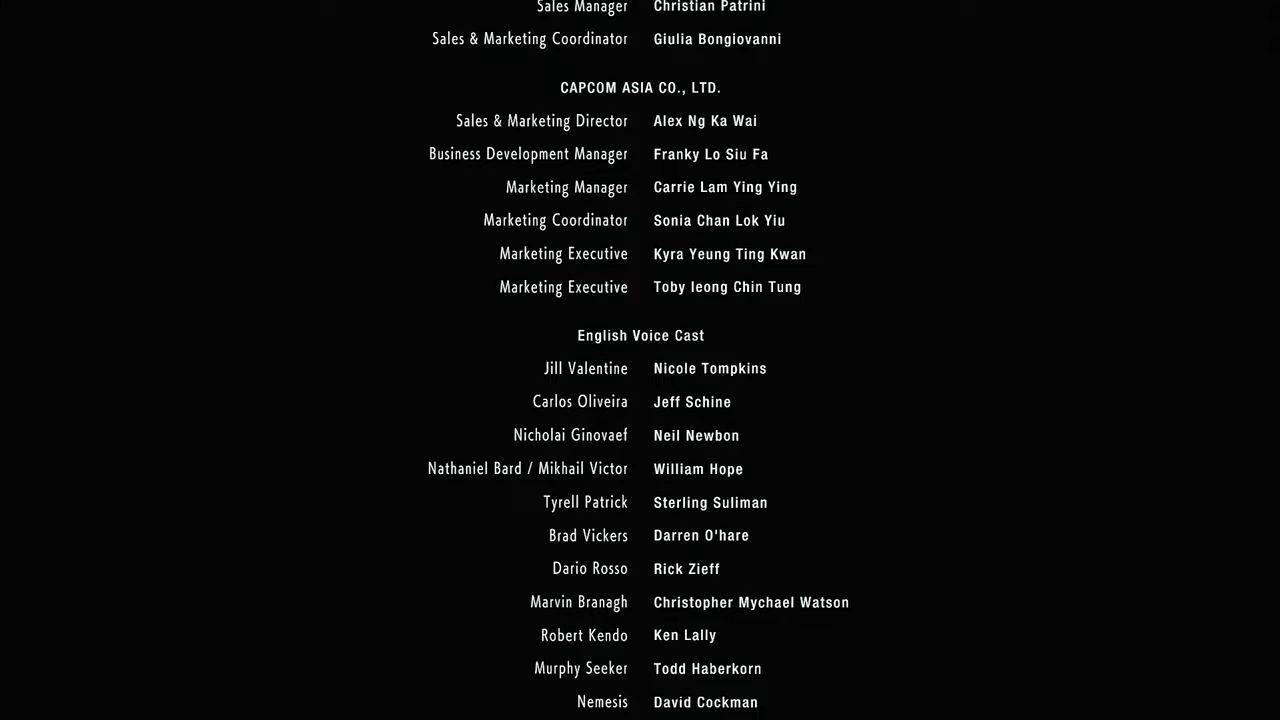 Sales Manager Christian Patrini
Sales & Marketing Coordinator Giulia Bongiovanni
CAPCOM ASIA CO., LTD.
Sales & Marketing Director Alex Ng Ka Wai
Business Development Manager Franky Lo Siu Fa
Marketing Manager Carrie Lam Ying Ying
Marketing Coordinator Sonia Chan Lok Yiu
Marketing Executive Kyra Yeung Ting Kwan
Marketing Executive Toby Ieong Chin Tung
English Voice Cast
Jill Valentine Nicole Tompkins
Carlos Oliveira Jeff Schine
Nicholai Ginovaef Neil Newbon
Nathaniel Bard / Mikhail Victor William Hope
Tyrell Patrick Sterling Suliman
Brad Vickers Darren O'hare
Dario Rosso Rick Zieff
Marvin Branagh Christopher Mychael Watson
Robert Kendo Ken Lally
Murphy Seeker Todd Haberkorn
Nemesis David Cockman